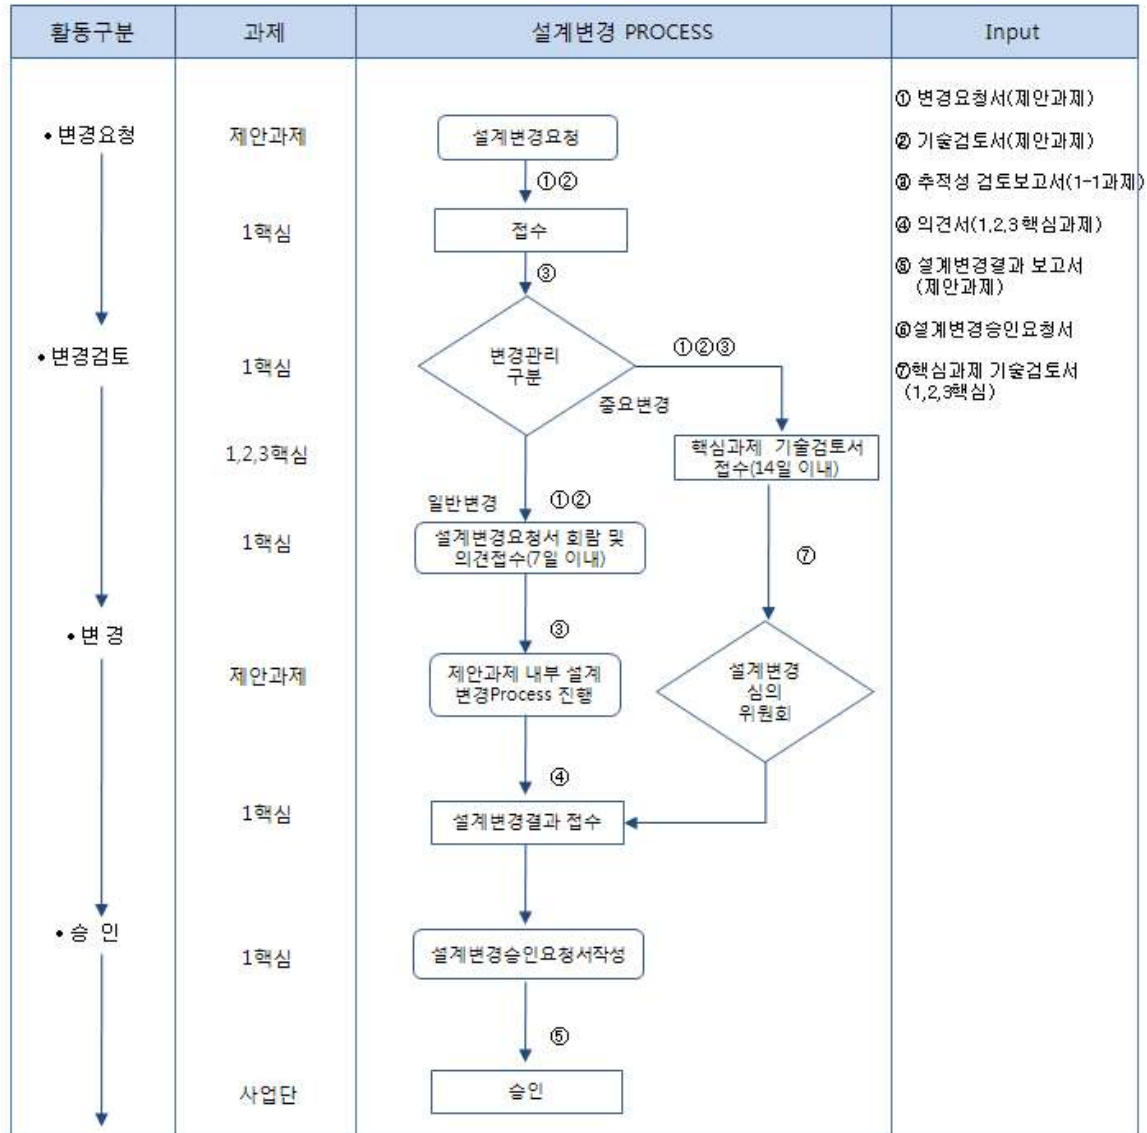 활동구분 과제 설계변경 PROCESS Input
• 변경요청
• 변경검토
• 변 경
• 승 인
제안과제
1핵심
1핵심
1,2,3핵심
1핵심
제안과제
1핵심
1핵심
사업단
설계변경요청
①②
접수
③
변경관리
구분
①②③
중요변경
핵심과제 기술검토서
접수(14일 이내)
일반변경
①②
설계변경요청서 회람 및
의견접수(7일 이내)
⑦
③
제안과제 내부 설계
변경Process 진행
설계변경
심의
위원회
④
설계변경결과 접수
설계변경승인요청서작성
⑤
승인
① 변경요청서(제안과제)
② 기술검토서(제안과제)
③ 추적성 검토보고서(1-1과제)
④ 의견서(1,2,3 핵심과제)
⑤ 설계변경결과 보고서
(제안과제)
⑥설계변경승인요청서
⑦핵심과제 기술검토서
(1,2,3핵심)